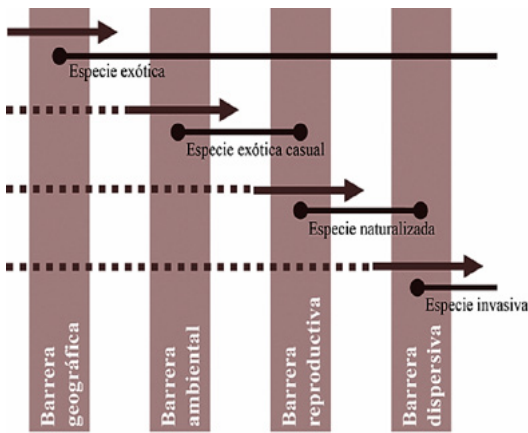 Especie exótica
Especie exótica casual
Especie naturalizada
Especie invasiva
Barrera
geográfica
Barrera
ambiental
Barrera
reproductiva
Barrera
dispersiva